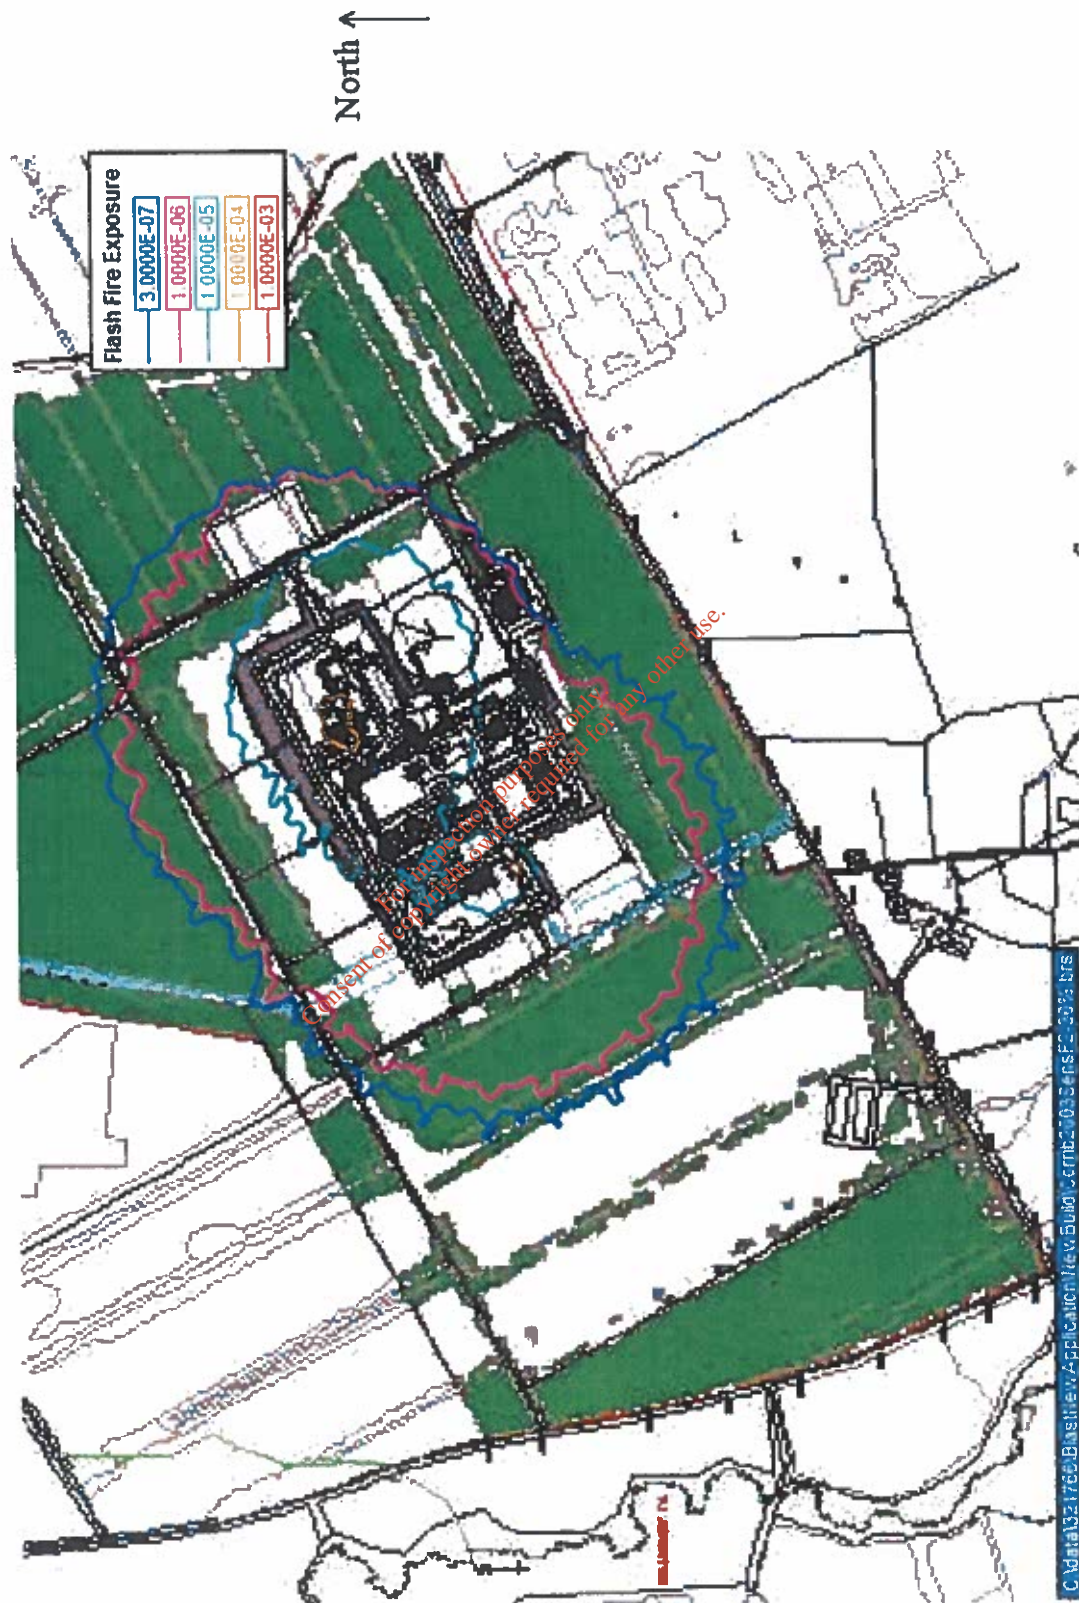 North
Flash Fire Exposure
3.0000E-07
1.0000E-06
1.0000E-05
1.0000E-04
1.0000E-03
For inspection purposes only.
Consent of copyright owner required for any other use.